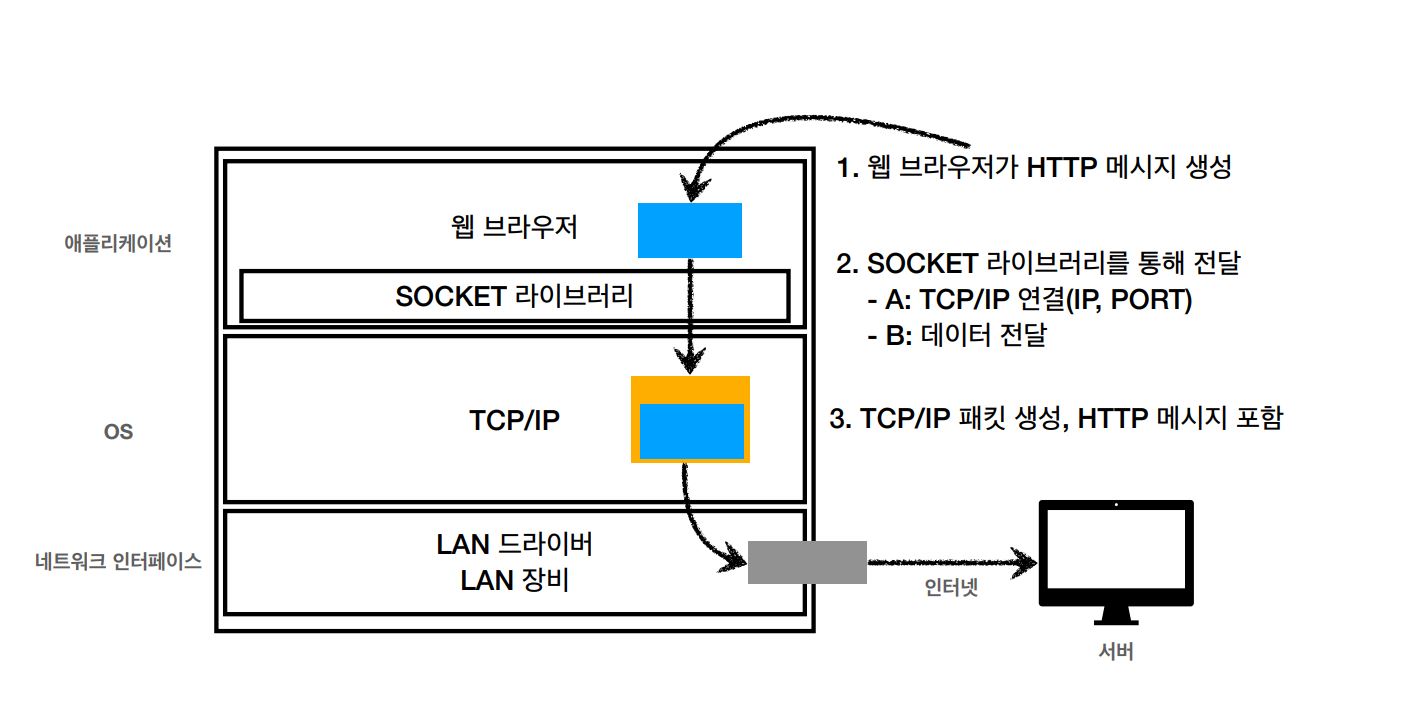 1. 웹 브라우저가 HTTP 메시지 생성
애플리케이션
웹 브라우저
SOCKET 라이브러리
2. SOCKET 라이브러리를 통해 전달
- A: TCP/IP 연결(IP, PORT)
- B: 데이터 전달
OS
TCP/IP
3. TCP/IP 패킷 생성, HTTP 메시지 포함
네트워크 인터페이스
LAN 드라이버
LAN 장비
인터넷
서버